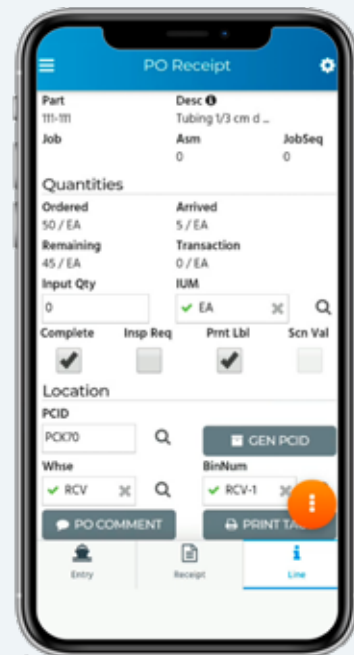 PO Receipt
Part Desc
111-111 Tubing 1/3 cm d ...
Job Asm JobSeq
0 0
Quantities
Ordered Arrived
50 / EA 5 / EA
Remaining Transaction
45 / EA 0 / EA
Input Qty IUM
0 EA
Complete Insp Req Prnt Lbl Scn Val
Location
PCID
PCK70 GEN PCID
Whse BinNum
RCV RCV-1
PO COMMENT PRINT TA
Entry Receipt Line